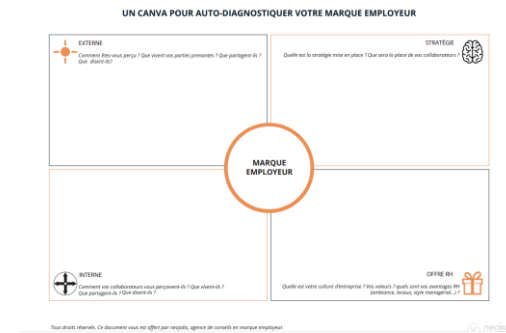 UN CANVA POUR AUTO-DIAGNOSTIQUER VOTRE MARQUE EMPLOYEUR
EXTERNE
Comment êtes-vous perçu ? Que vivent vos parties prenantes ? Que partagent-ils ?
Que disent-ils?
STRATÉGIE
Quelle est la stratégie mise en place ? Que sera la place de vos collaborateurs ?
MARQUE
EMPLOYEUR
INTERNE
Comment vos collaborateurs vous perçoivent-ils ? Que vivent-ils ?
Que partagent-ils ? Que disent-ils ?
OFFRE RH
Quelle est votre culture d'entreprise ? Vos valeurs ? quels sont vos avantages RH
(ambiance, locaux, style managérial...) ?
Tous droits réservés. Ce document vous est offert par neojobs, agence de conseils en marque employeur.